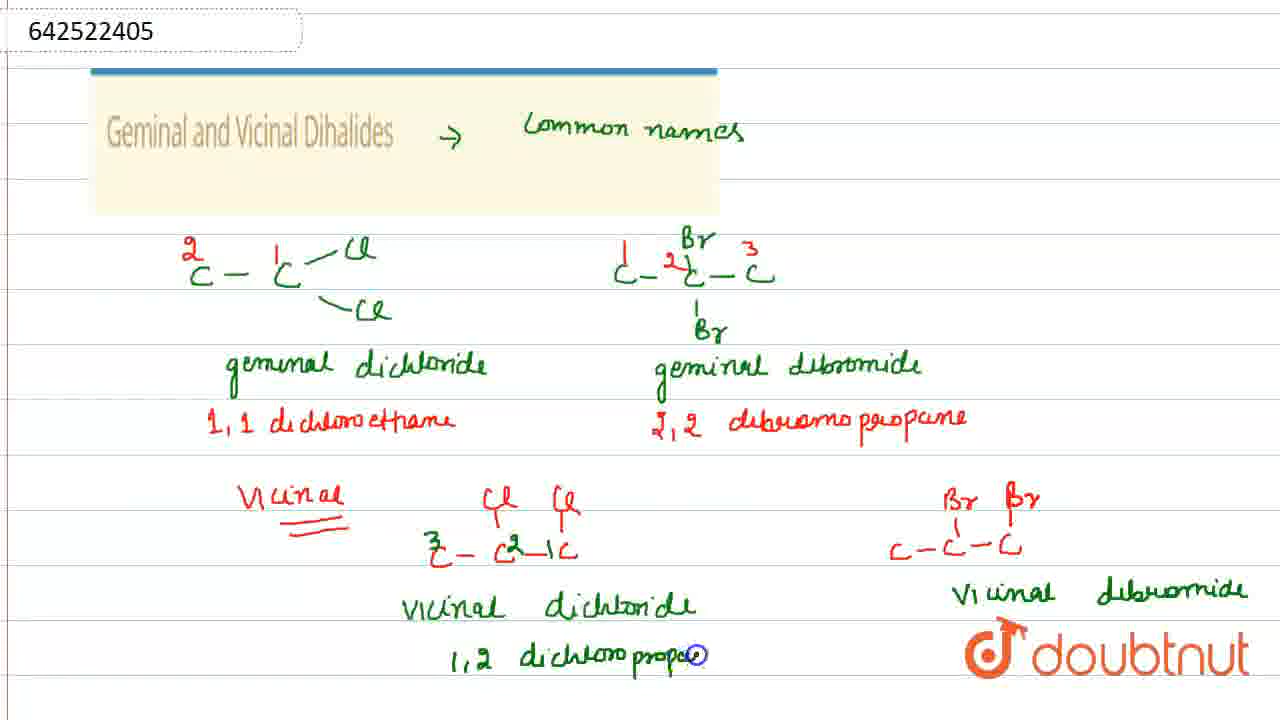 642522405
Geminal and Vicinal Dihalides → Common names
Br
2 1 Cl 1 2 3
C - C C - C - C
Cl
Br
geminal dichloride geminal dibromide
1,1 dichloroethane 2,2 dibromopropane
Vicinal Cl Cl Br Br
3 2 1
C - C - C C - C - C
vicinal dichloride Vicinal dibromide
1,2 dichloropropa
doubtnut